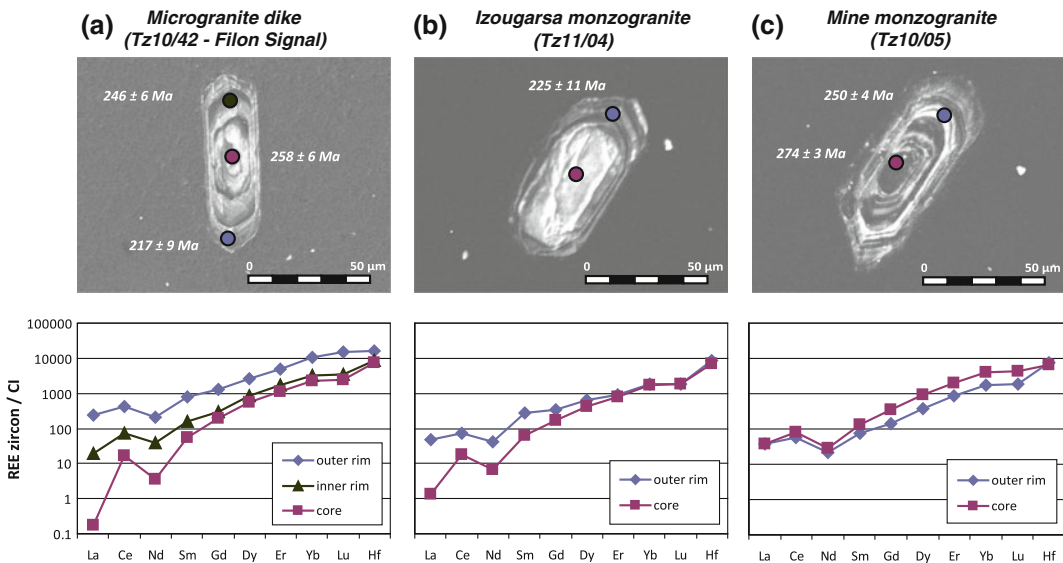 (a)
Microgranite dike
(Tz10/42 - Filon Signal)
(b)
Izougarsa monzogranite
(Tz11/04)
(c)
Mine monzogranite
(Tz10/05)
246 ± 6 Ma
258 ± 6 Ma
217 ± 9 Ma
0 50 µm
225 ± 11 Ma
0 50 µm
250 ± 4 Ma
274 ± 3 Ma
0 50 µm
REE zircon / CI
100000
10000
1000
100
10
1
0.1
outer rim
inner rim
core
La Ce Nd Sm Gd Dy Er Yb Lu Hf
outer rim
core
La Ce Nd Sm Gd Dy Er Yb Lu Hf
outer rim
core
La Ce Nd Sm Gd Dy Er Yb Lu Hf